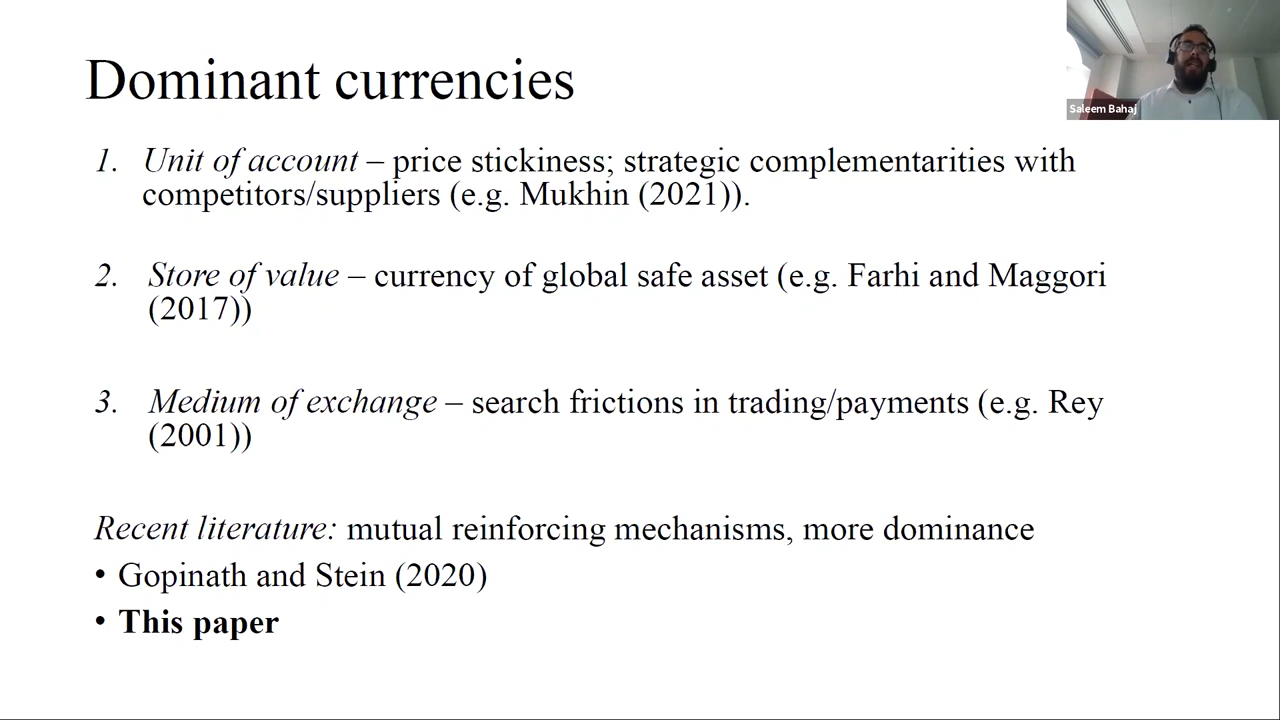 Dominant currencies
Saleem Bahaj
1. Unit of account – price stickiness; strategic complementarities with
competitors/suppliers (e.g. Mukhin (2021)).
2. Store of value – currency of global safe asset (e.g. Farhi and Maggori
(2017))
3. Medium of exchange – search frictions in trading/payments (e.g. Rey
(2001))
Recent literature: mutual reinforcing mechanisms, more dominance
• Gopinath and Stein (2020)
• This paper